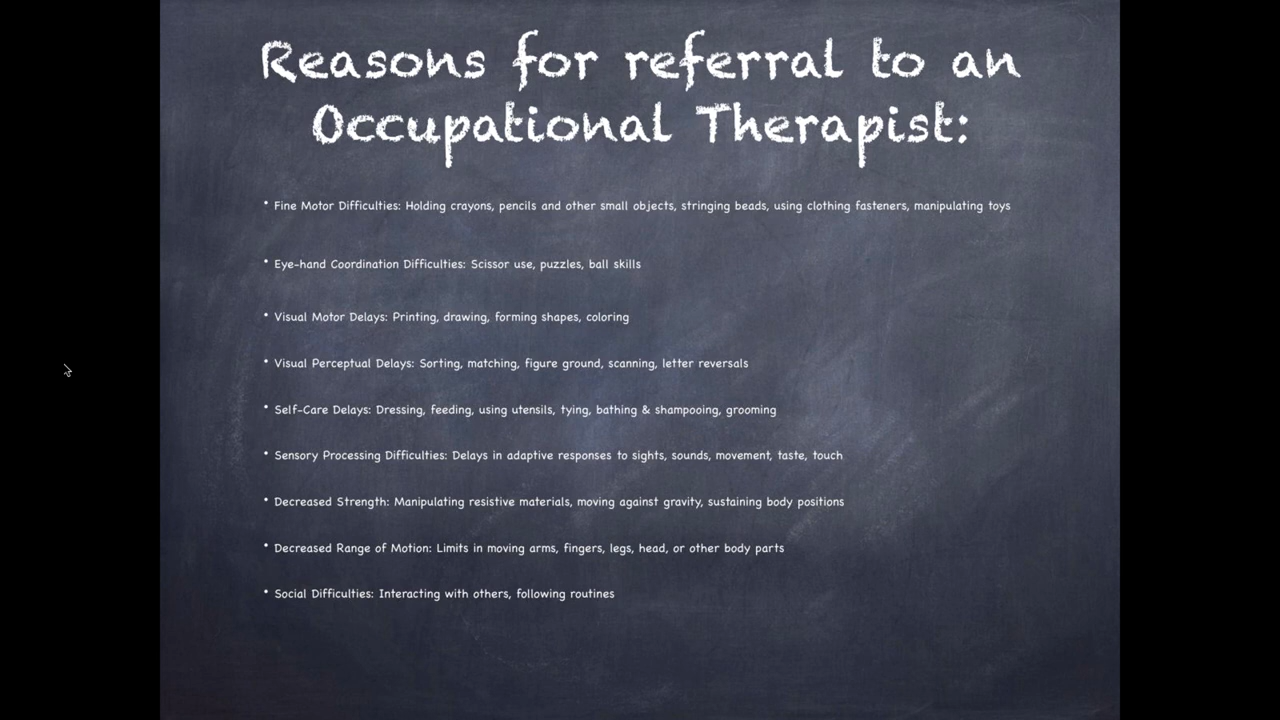 Reasons for referral to an
Occupational Therapist:
• Fine Motor Difficulties: Holding crayons, pencils and other small objects, stringing beads, using clothing fasteners, manipulating toys
• Eye-hand Coordination Difficulties: Scissor use, puzzles, ball skills
• Visual Motor Delays: Printing, drawing, forming shapes, coloring
• Visual Perceptual Delays: Sorting, matching, figure ground, scanning, letter reversals
• Self-Care Delays: Dressing, feeding, using utensils, tying, bathing & shampooing, grooming
• Sensory Processing Difficulties: Delays in adaptive responses to sights, sounds, movement, taste, touch
• Decreased Strength: Manipulating resistive materials, moving against gravity, sustaining body positions
• Decreased Range of Motion: Limits in moving arms, fingers, legs, head, or other body parts
• Social Difficulties: Interacting with others, following routines